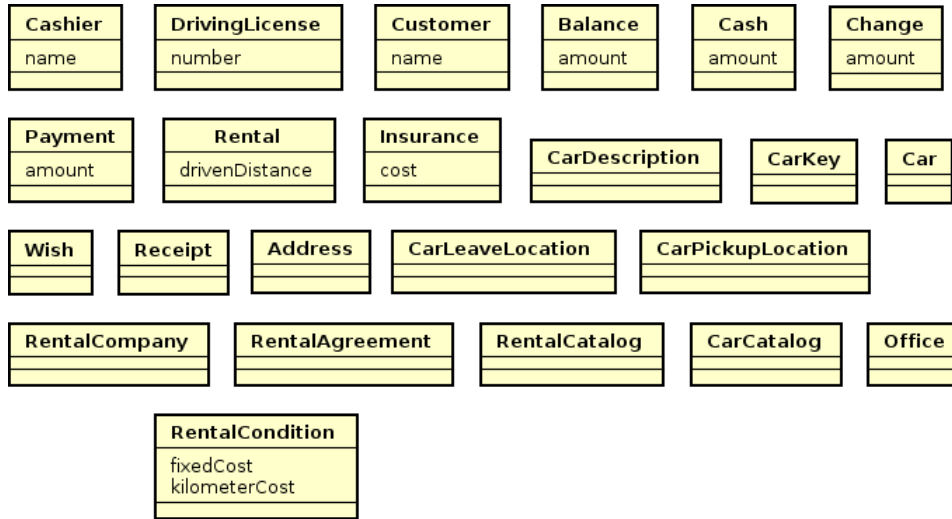 Cashier
name
DrivingLicense
number
Customer
name
Balance
amount
Cash
amount
Change
amount
Payment
amount
Rental
drivenDistance
Insurance
cost
CarDescription
CarKey
Car
Wish
Receipt
Address
CarLeaveLocation
CarPickupLocation
RentalCompany
RentalAgreement
RentalCatalog
CarCatalog
Office
RentalCondition
fixedCost
kilometerCost